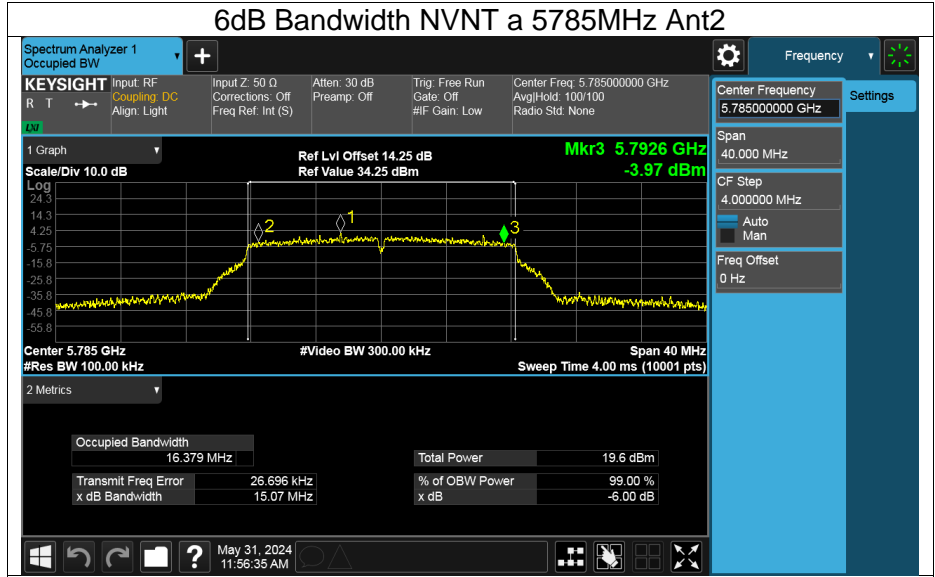 6dB Bandwidth NVNT a 5785MHz Ant2
Spectrum Analyzer 1
Occupied BW
+
Frequency
KEYSIGHT
R T
LXI
Input: RF
Coupling: DC
Align: Light
Input Z: 50 Ω
Corrections: Off
Freq Ref: Int (S)
Atten: 30 dB
Preamp: Off
Trig: Free Run
Gate: Off
#IF Gain: Low
Center Freq: 5.785000000 GHz
Avg|Hold: 100/100
Radio Std: None
Center Frequency
5.785000000 GHz
Settings
Span
40.000 MHz
CF Step
4.000000 MHz
Auto
Man
Freq Offset
0 Hz
1 Graph
Scale/Div 10.0 dB
Ref Lvl Offset 14.25 dB
Ref Value 34.25 dBm
Mkr3 5.7926 GHz
-3.97 dBm
Log
24.3
14.3
4.25
-5.75
-15.8
-25.8
-35.8
-45.8
-55.8
2
1
3
Center 5.785 GHz
#Res BW 100.00 kHz
#Video BW 300.00 kHz
Span 40 MHz
Sweep Time 4.00 ms (10001 pts)
2 Metrics
Occupied Bandwidth
16.379 MHz
Transmit Freq Error 26.696 kHz
x dB Bandwidth 15.07 MHz
Total Power 19.6 dBm
% of OBW Power 99.00 %
x dB -6.00 dB
?
May 31, 2024
11:56:35 AM